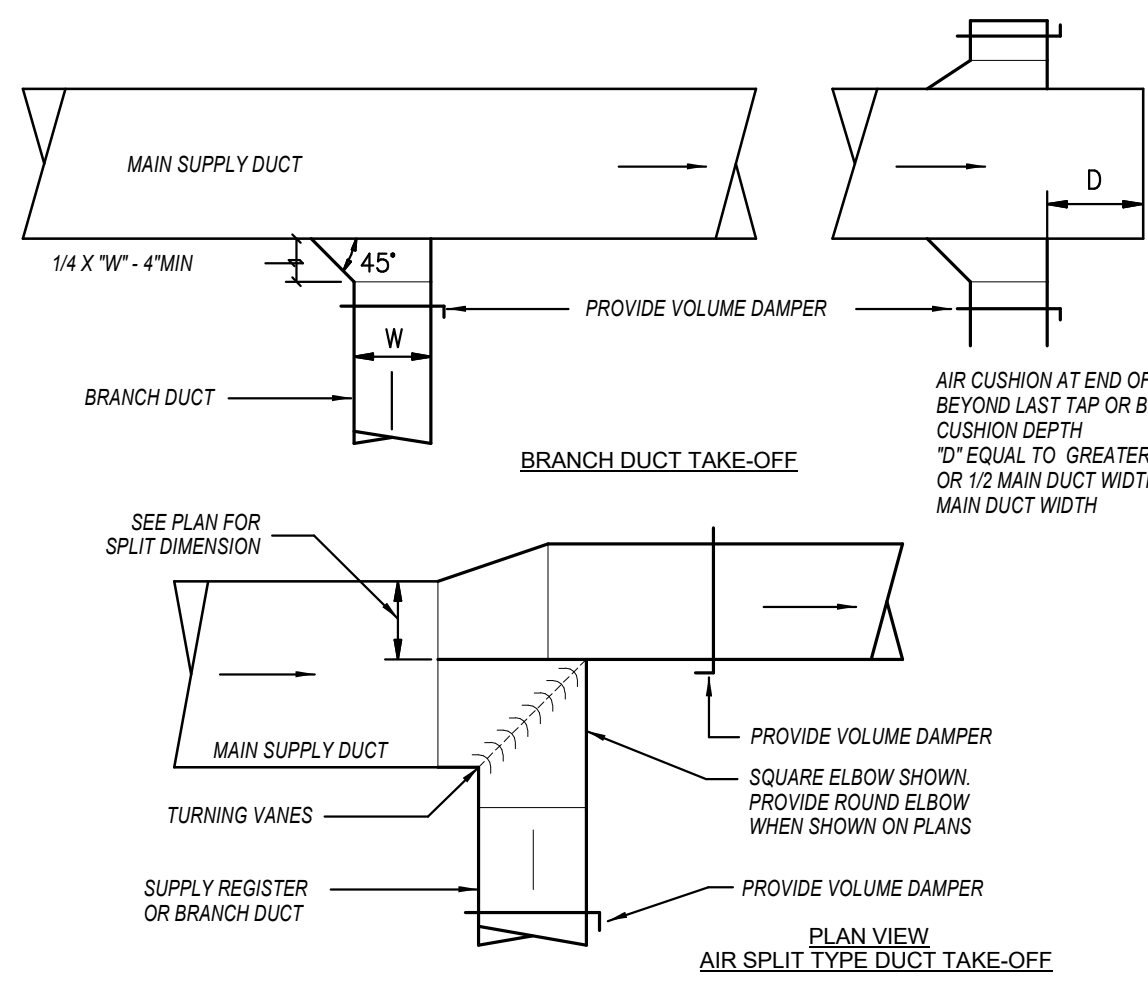 MAIN SUPPLY DUCT
D
1/4 X "W" - 4"MIN
45°
PROVIDE VOLUME DAMPER
W
BRANCH DUCT
AIR CUSHION AT END OF
BEYOND LAST TAP OR B
CUSHION DEPTH
"D" EQUAL TO GREATER
OR 1/2 MAIN DUCT WIDTH
MAIN DUCT WIDTH
BRANCH DUCT TAKE-OFF
SEE PLAN FOR
SPLIT DIMENSION
MAIN SUPPLY DUCT
PROVIDE VOLUME DAMPER
SQUARE ELBOW SHOWN.
PROVIDE ROUND ELBOW
WHEN SHOWN ON PLANS
TURNING VANES
SUPPLY REGISTER
OR BRANCH DUCT
PROVIDE VOLUME DAMPER
PLAN VIEW
AIR SPLIT TYPE DUCT TAKE-OFF